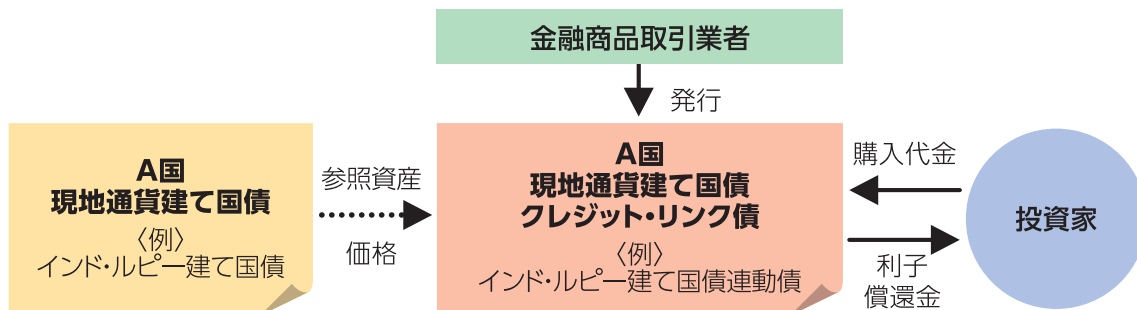 金融商品取引業者
発行
A国
現地通貨建て国債
〈例〉
インド・ルピー建て国債
参照資産
価格
A国
現地通貨建て国債
クレジット・リンク債
〈例〉
インド・ルピー建て国債連動債
購入代金
利子
償還金
投資家